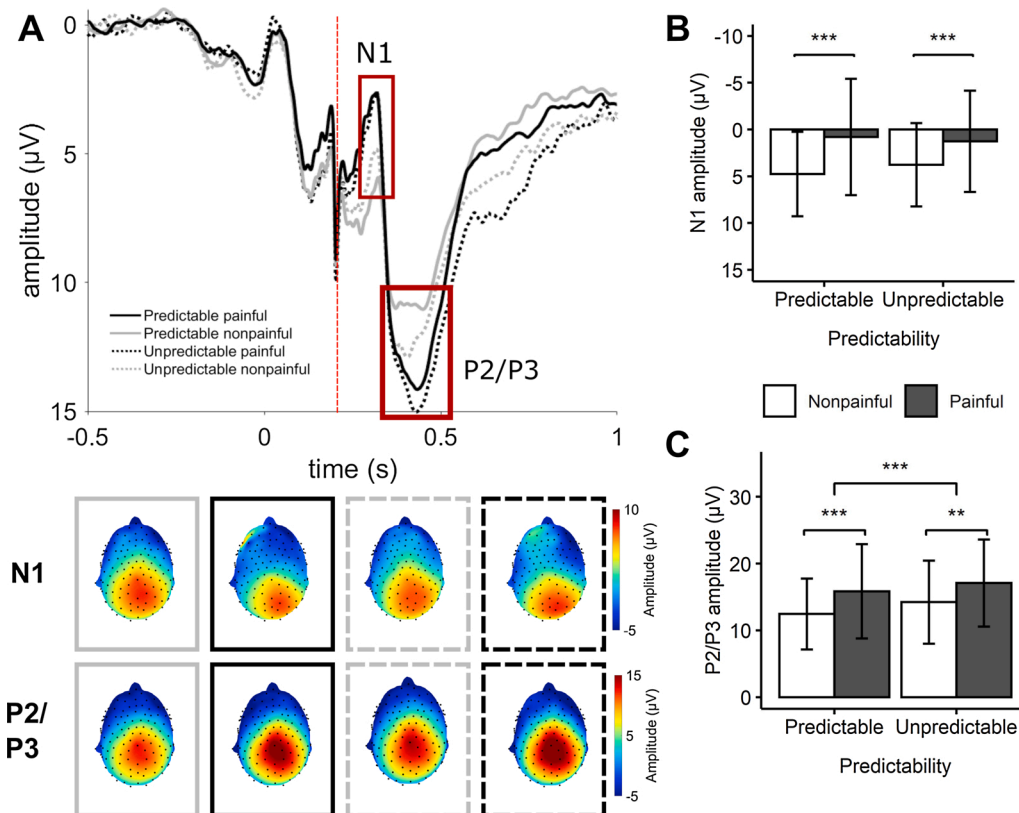 A
0
5
10
15
amplitude (μV)
N1
P2/P3
Predictable painful
Predictable nonpainful
Unpredictable painful
Unpredictable nonpainful
-0.5
0
0.5
1
time (s)
N1
10
-5
Amplitude (μV)
P2/
P3
15
5
-5
Amplitude (μV)
B
-10
-5
0
5
10
15
N1 amplitude (μV)
***
***
Predictable
Unpredictable
Predictability
Nonpainful
Painful
C
30
20
10
0
P2/P3 amplitude (μV)
***
***
**
Predictable
Unpredictable
Predictability